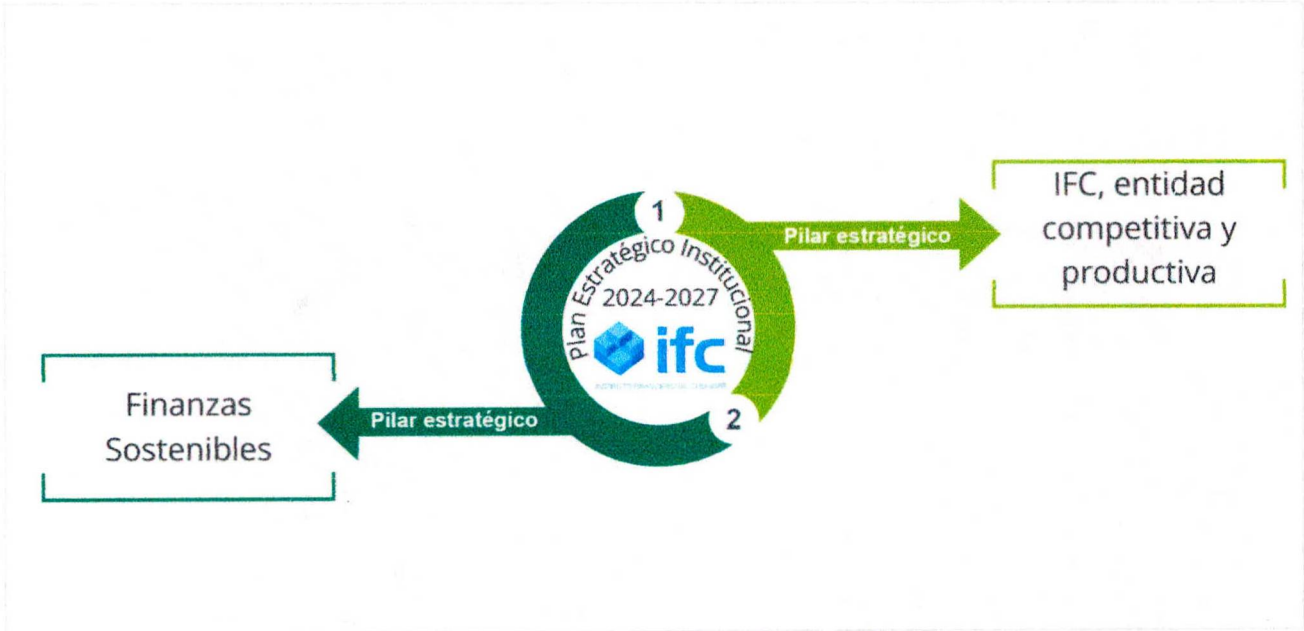 1
Plan Estratégico Institucional
2024-2027
ifc
2
Pilar estratégico
IFC, entidad
competitiva y
productiva
Pilar estratégico
Finanzas
Sostenibles